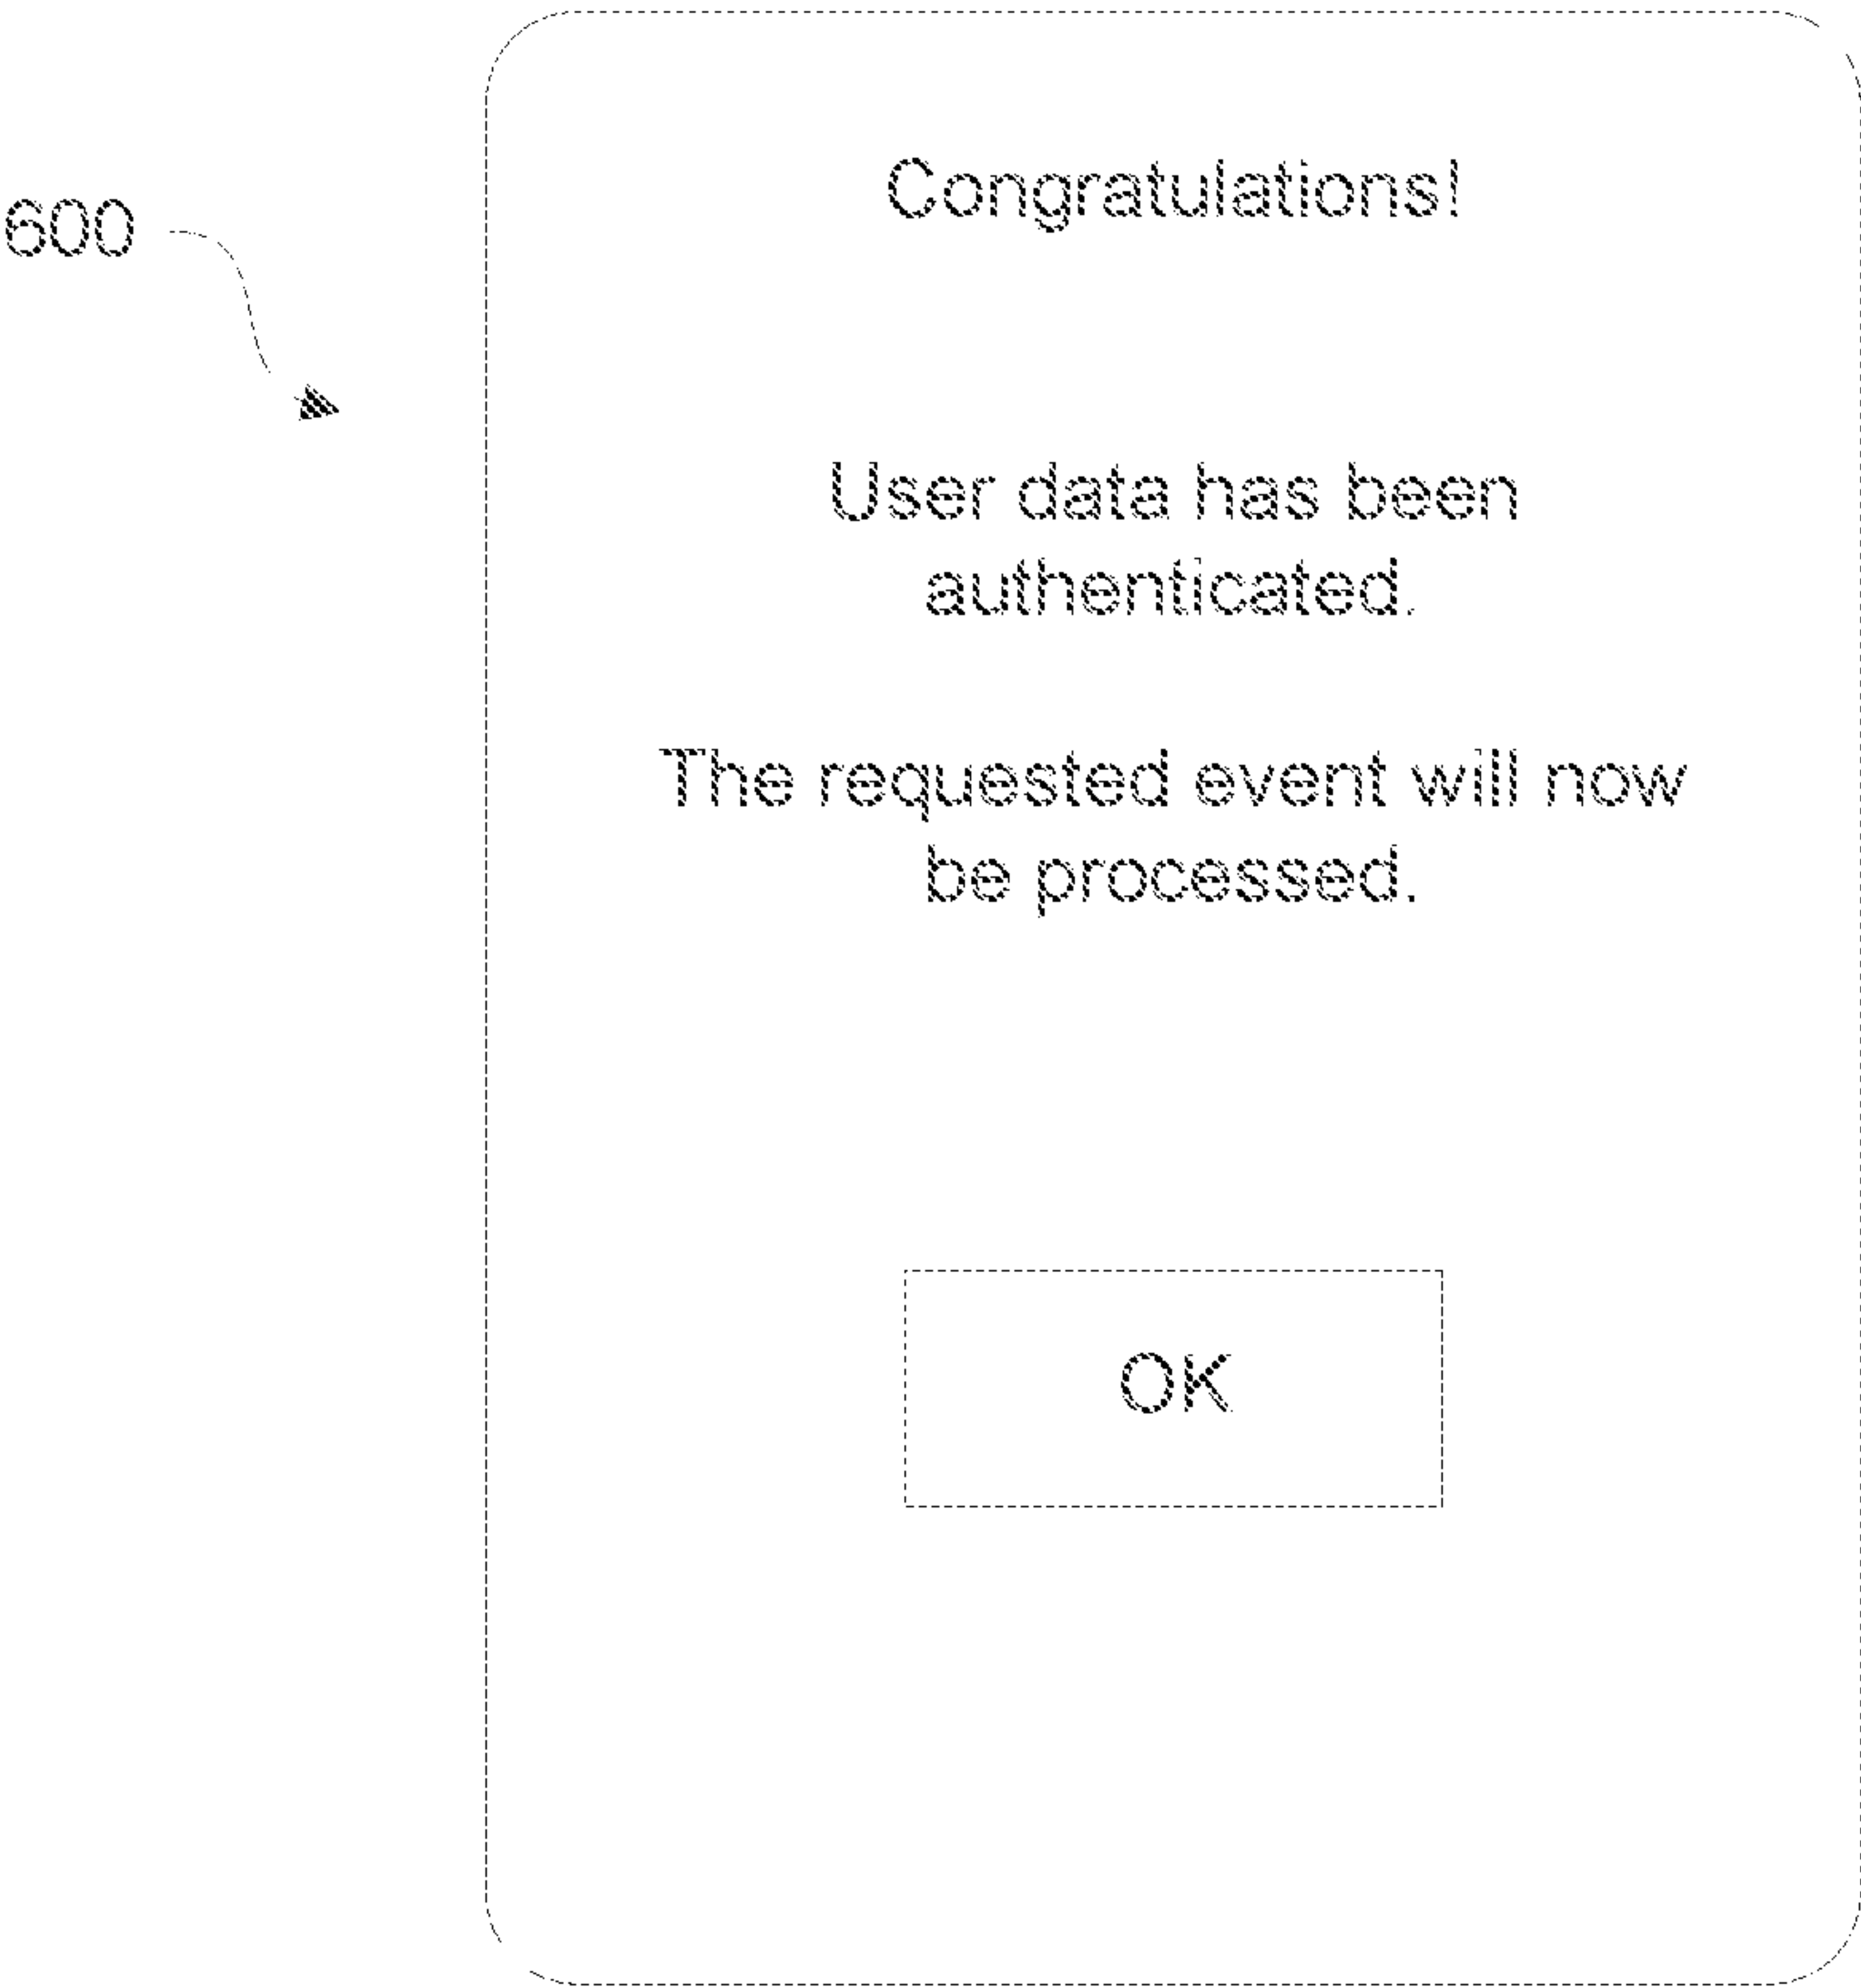 Congratulations!
600
User data has been
authenticated.
The requested event will now
be processed.
OK